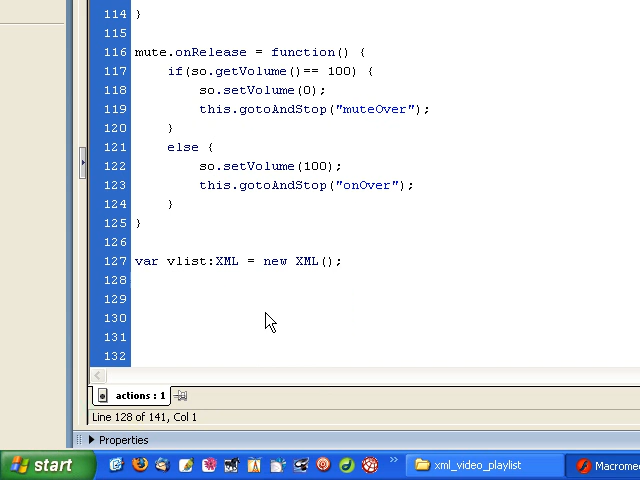 114 }
115
116 mute.onRelease = function() {
117 if(so.getVolume()== 100) {
118 so.setVolume(0);
119 this.gotoAndStop("muteOver");
120 }
121 else {
122 so.setVolume(100);
123 this.gotoAndStop("onOver");
124 }
125 }
126
127 var vlist:XML = new XML();
128
129
130
131
132
actions : 1
Line 128 of 141, Col 1
Properties
start
xml_video_playlist
Macromed